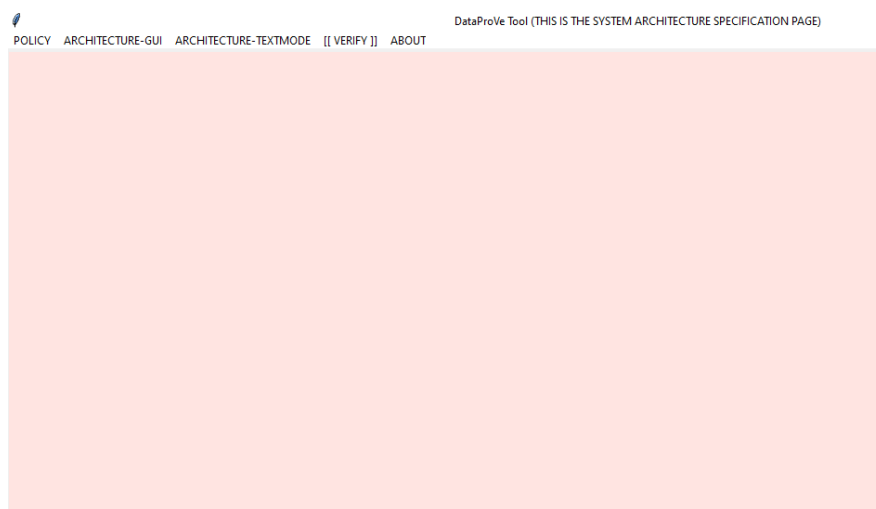 DataProVe Tool (THIS IS THE SYSTEM ARCHITECTURE SPECIFICATION PAGE)
POLICY ARCHITECTURE-GUI ARCHITECTURE-TEXTMODE [[ VERIFY ]] ABOUT